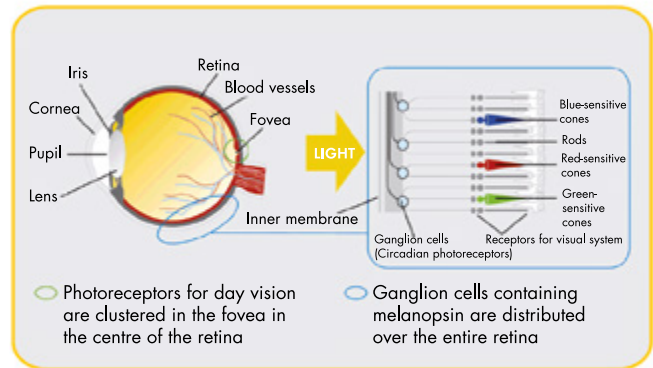 Iris
Cornea
Pupil
Lens
Retina
Blood vessels
Fovea
LIGHT
Inner membrane
Blue-sensitive
cones
Rods
Red-sensitive
cones
Green-
sensitive
cones
Ganglion cells
(Circadian photoreceptors)
Receptors for visual system
Photoreceptors for day vision
are clustered in the fovea in
the centre of the retina
Ganglion cells containing
melanopsin are distributed
over the entire retina